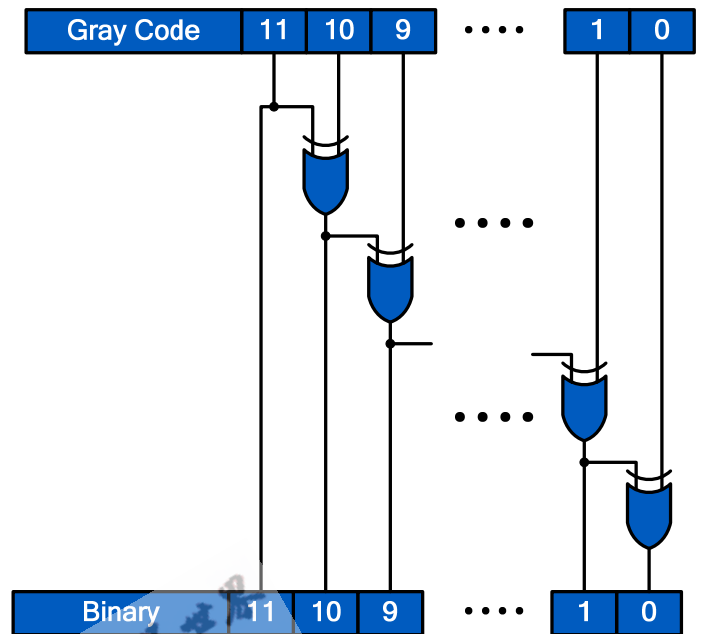 Gray Code 11 10 9 •••• 1 0
Binary 11 10 9 •••• 1 0